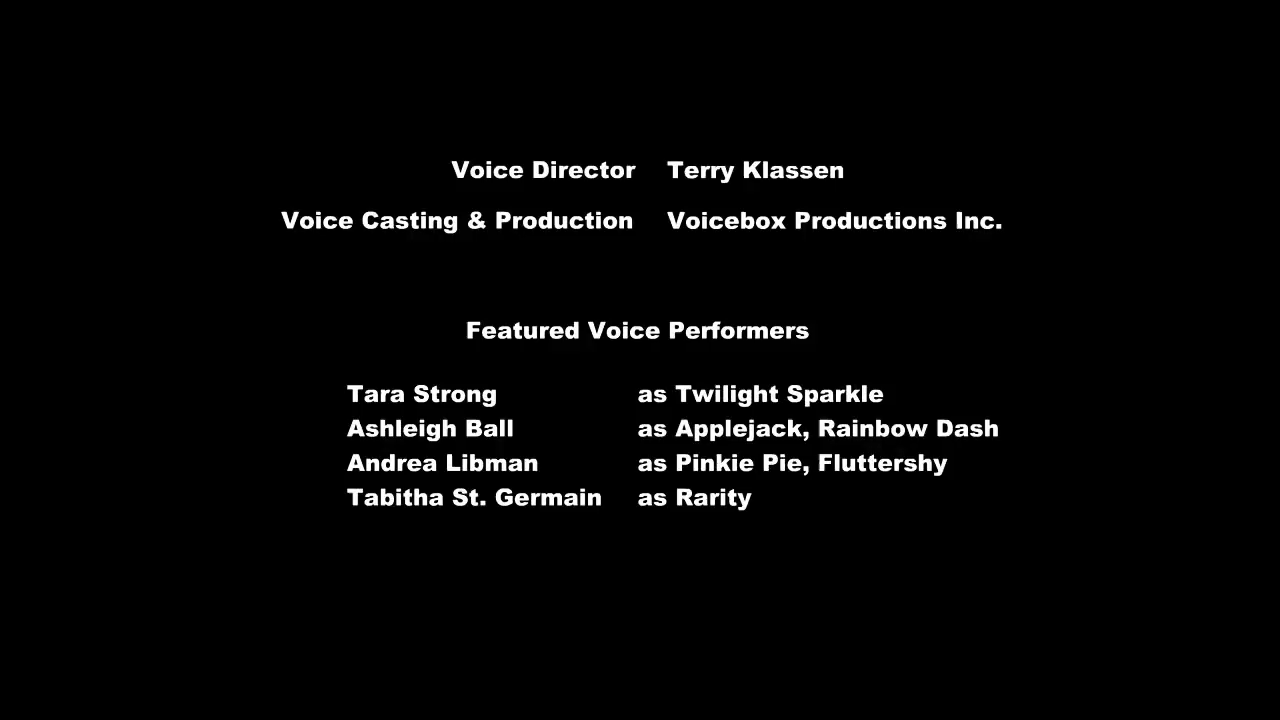 Voice Director Terry Klassen
Voice Casting & Production Voicebox Productions Inc.
Featured Voice Performers
Tara Strong as Twilight Sparkle
Ashleigh Ball as Applejack, Rainbow Dash
Andrea Libman as Pinkie Pie, Fluttershy
Tabitha St. Germain as Rarity